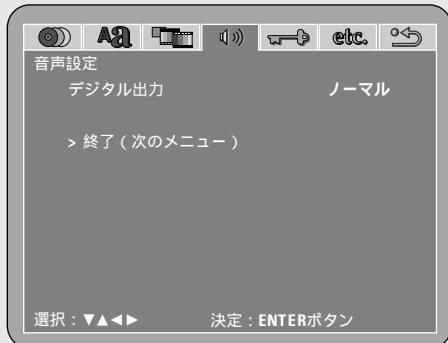 Aa etc.
音声設定
デジタル出力 ノーマル
> 終了（次のメニュー）
選択：▼▲◀▶ 決定：ENTERボタン